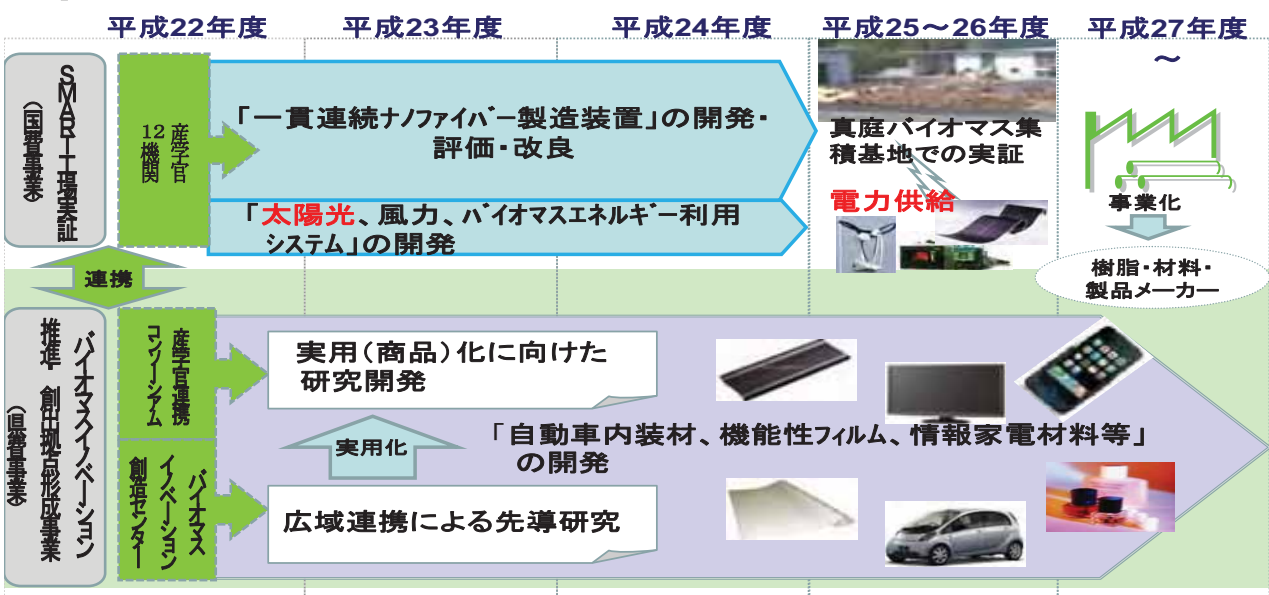 平成22年度
平成23年度
平成24年度
平成25～26年度
平成27年度
～
SMART工場実証
（国費事業）
産学官
12機関
「一貫連続ナノファイバー製造装置」の開発・
評価・改良
「太陽光、風力、バイオマスエネルギー利用
システム」の開発
真庭バイオマス集
積基地での実証
電力供給
事業化
樹脂・材料・
製品メーカー
連携
バイオマスイノベーション
推進・創出拠点形成事業
（県費事業）
産学官連携
コンソーシアム
実用（商品）化に向けた
研究開発
実用化
「自動車内装材、機能性フィルム、情報家電材料等」
の開発
バイオマス
イノベーション
創造センター
広域連携による先導研究